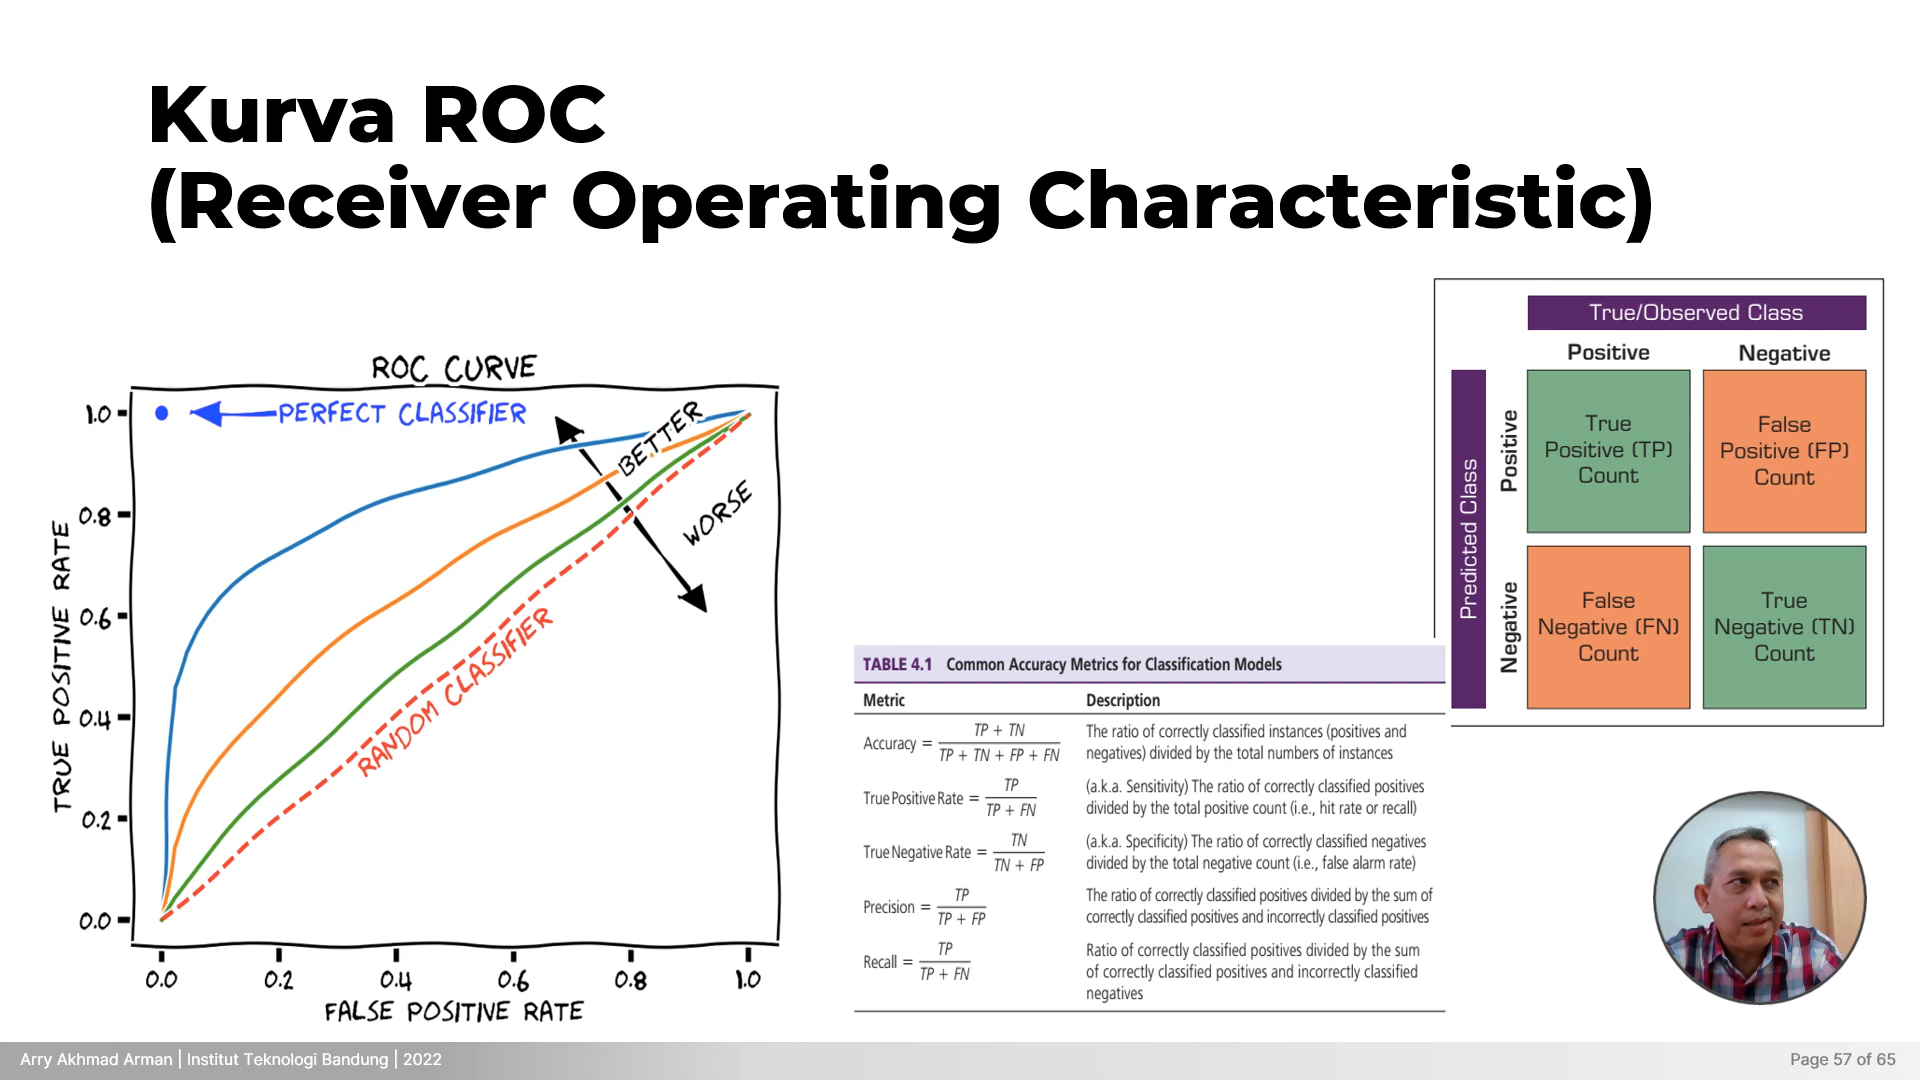 Kurva ROC
(Receiver Operating Characteristic)
ROC CURVE
PERFECT CLASSIFIER
BETTER
WORSE
RANDOM CLASSIFIER
TRUE POSITIVE RATE
1.0
0.8
0.6
0.4
0.2
0.0
0.0 0.2 0.4 0.6 0.8 1.0
FALSE POSITIVE RATE
TABLE 4.1 Common Accuracy Metrics for Classification Models
Metric Description
Accuracy = TP + TN / TP + TN + FP + FN
The ratio of correctly classified instances (positives and
negatives) divided by the total numbers of instances
True Positive Rate = TP / TP + FN
(a.k.a. Sensitivity) The ratio of correctly classified positives
divided by the total positive count (i.e., hit rate or recall)
True Negative Rate = TN / TN + FP
(a.k.a. Specificity) The ratio of correctly classified negatives
divided by the total negative count (i.e., false alarm rate)
Precision = TP / TP + FP
The ratio of correctly classified positives divided by the sum of
correctly classified positives and incorrectly classified positives
Recall = TP / TP + FN
Ratio of correctly classified positives divided by the sum
of correctly classified positives and incorrectly classified
negatives
True/Observed Class
Positive Negative
Predicted Class
Positive
Negative
True
Positive (TP)
Count
False
Positive (FP)
Count
False
Negative (FN)
Count
True
Negative (TN)
Count
Arry Akhmad Arman | Institut Teknologi Bandung | 2022
Page 57 of 65